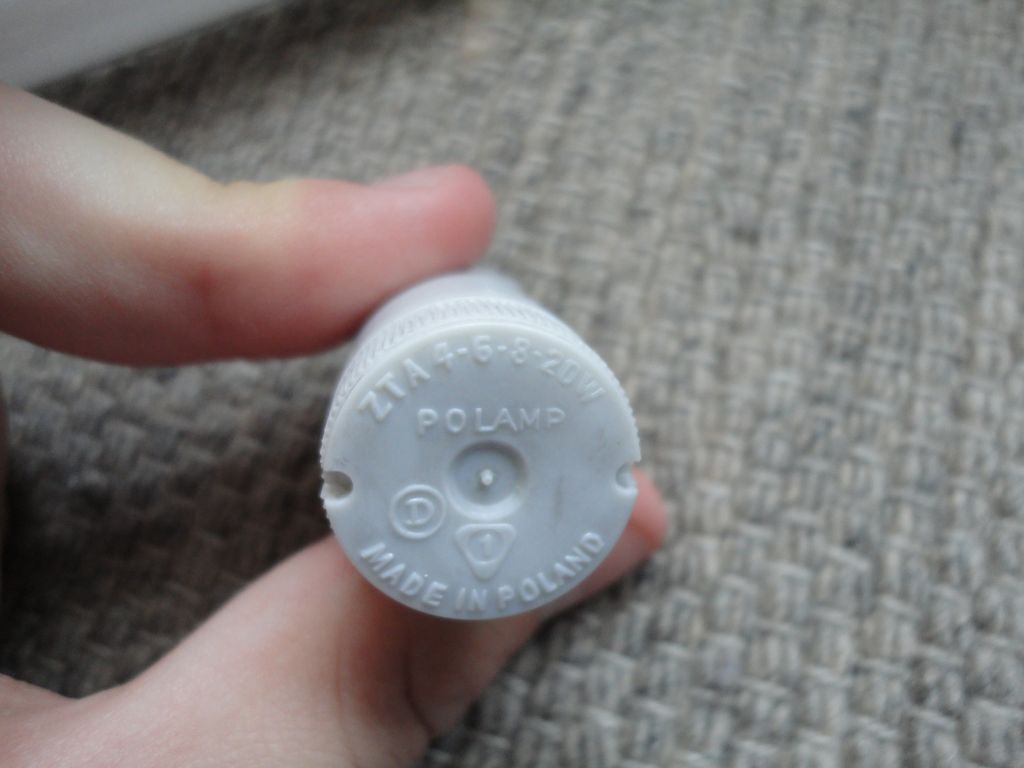 ZTA 4-6-8-20W
POLAMP
D
1
MADE IN POLAND